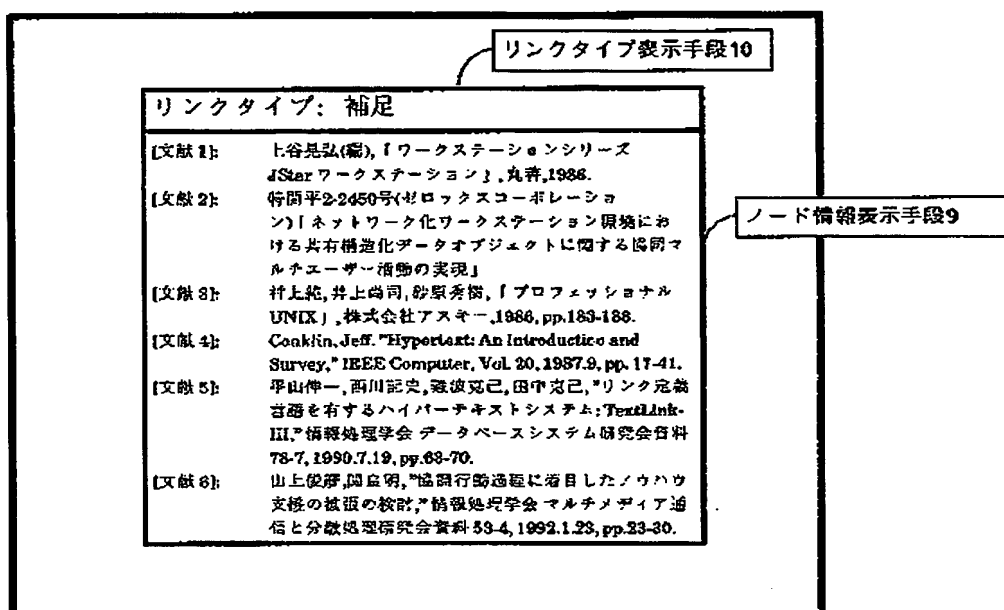 リンクタイプ表示手段10
リンクタイプ: 補足
[文献 1]: 上谷晃弘(編),「ワークステーションシリーズ
JStar ワークステーション」,丸善,1986.
[文献 2]: 特開平2-2450号(ゼロックスコーポレーショ
ン)「ネットワーク化ワークステーション環境にお
ける共有構造化データオブジェクトに関する協同マ
ルチユーザー活動の実現」
ノード情報表示手段9
[文献 3]: 村上純,井上尚司,砂原秀樹,「プロフェッショナル
UNIX」,株式会社アスキー,1986, pp.183-188.
[文献 4]: Conklin, Jeff. "Hypertext: An Introduction and
Survey," IEEE Computer, Vol. 20, 1987.9, pp. 17-41.
[文献 5]: 平山伸一,西川記史,難波克己,田中克己,"リンク定義
言語を有するハイパーテキストシステム: TextLink-
III," 情報処理学会 データベースシステム研究会資料
78-7, 1990.7.19, pp.63-70.
[文献 6]: 山上俊彦,関良明,"協同行動過程に着目したノウハウ
支援の拡張の検討," 情報処理学会 マルチメディア通
信と分散処理研究会資料 53-4, 1992.1.23, pp.23-30.